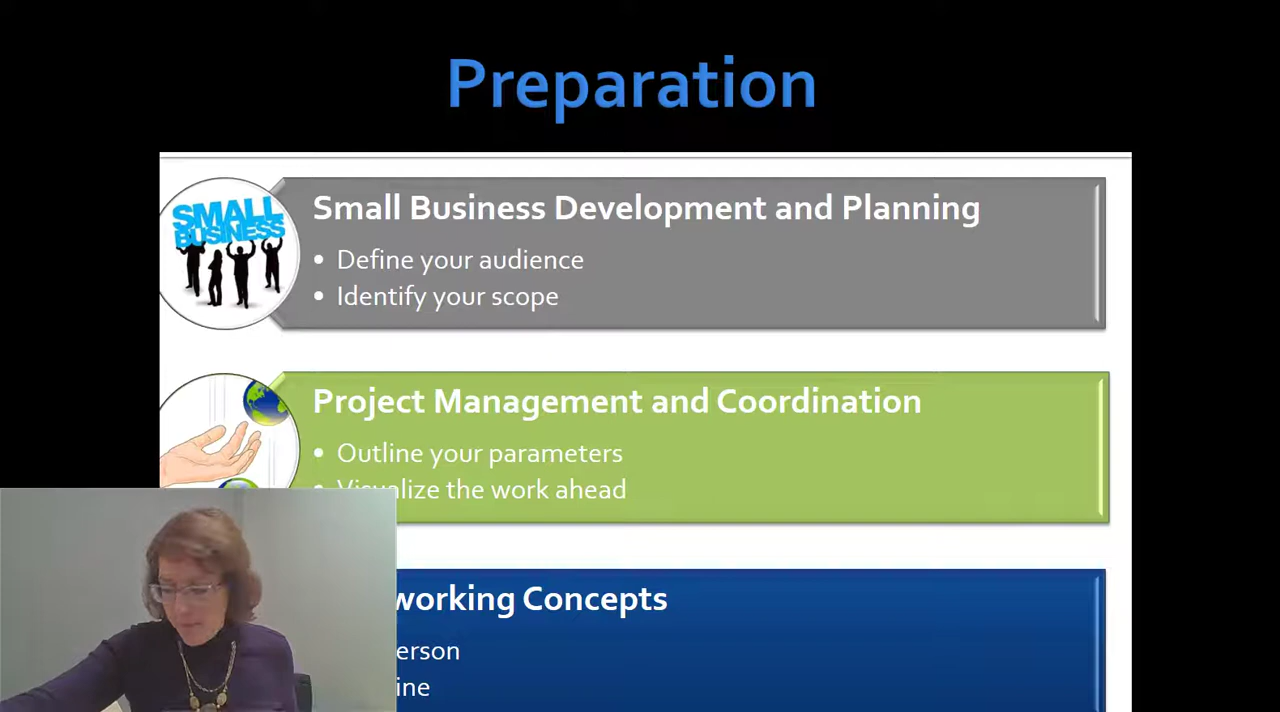 Preparation
SMALL
BUSINESS
Small Business Development and Planning
• Define your audience
• Identify your scope
Project Management and Coordination
• Outline your parameters
• Visualize the work ahead
working Concepts
erson
ine